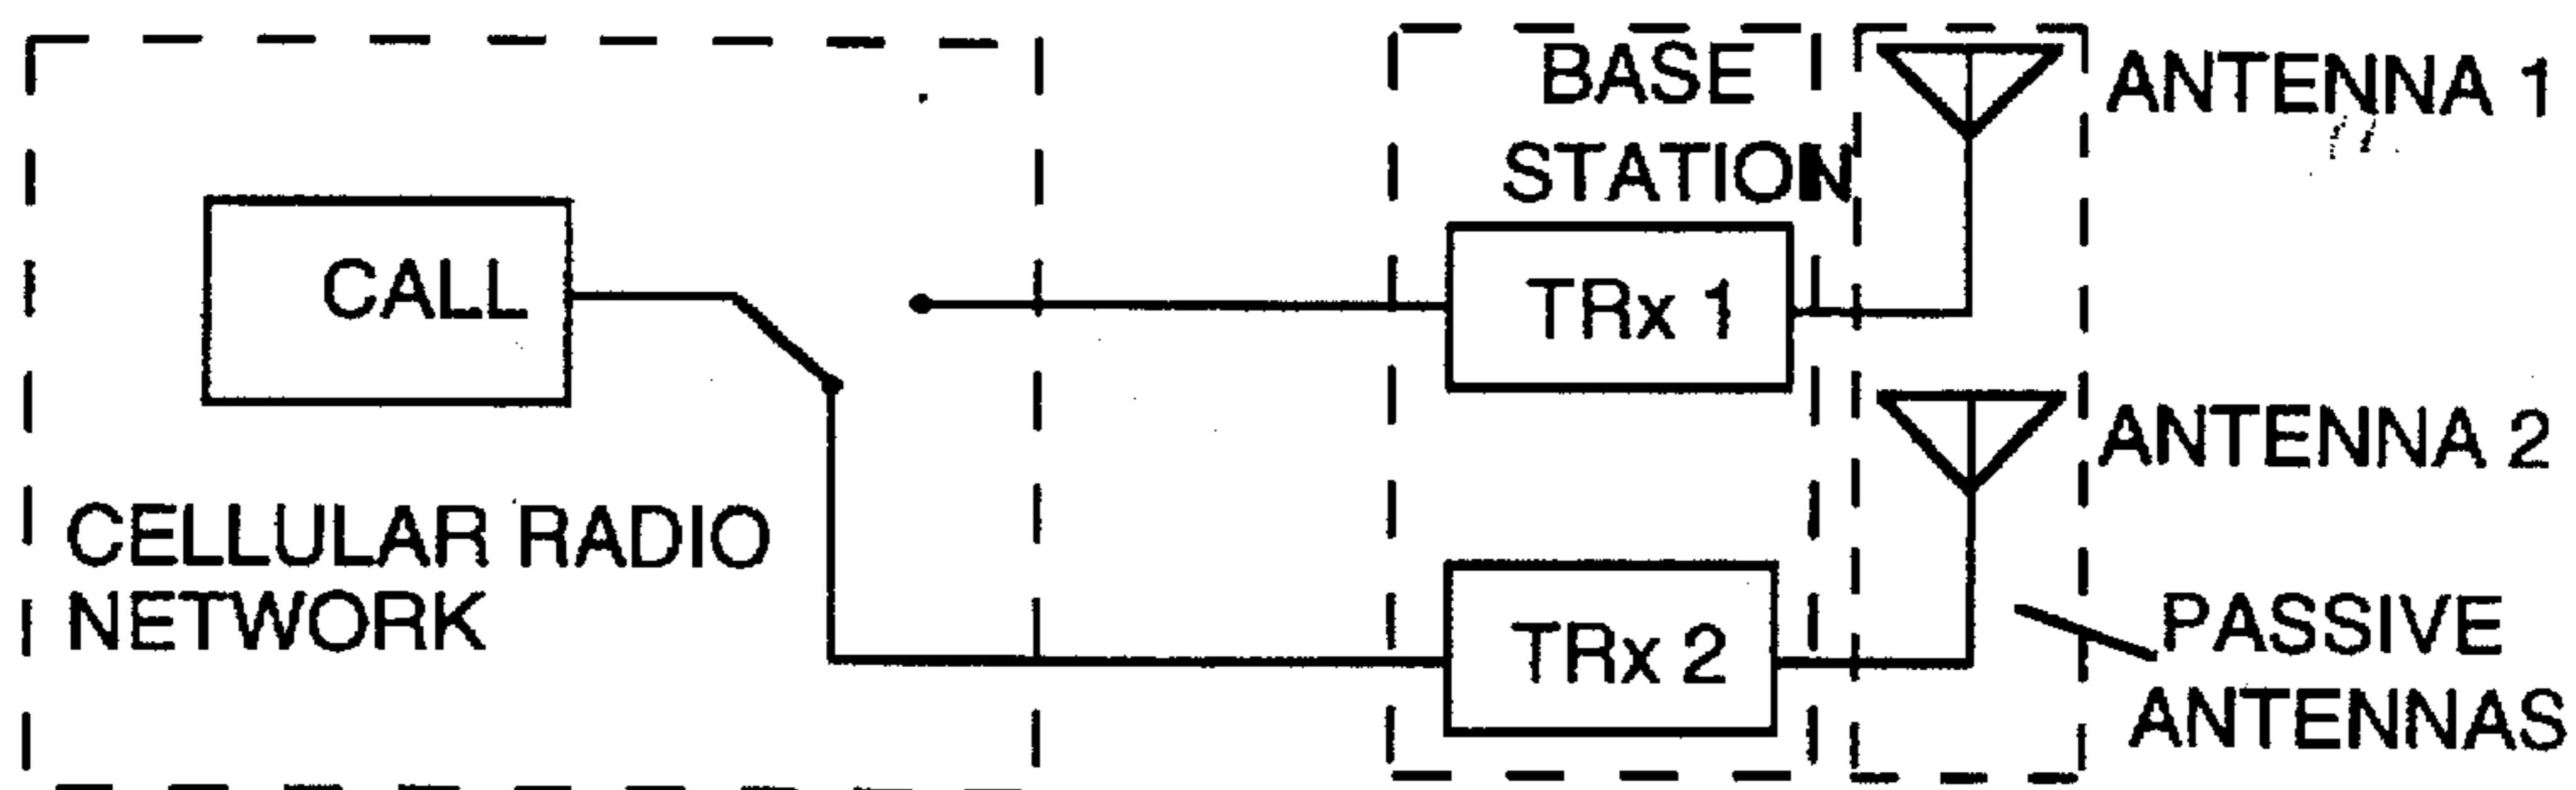 CALL
CELLULAR RADIO
NETWORK
BASE
STATION
TRx 1
TRx 2
ANTENNA 1
ANTENNA 2
PASSIVE
ANTENNAS